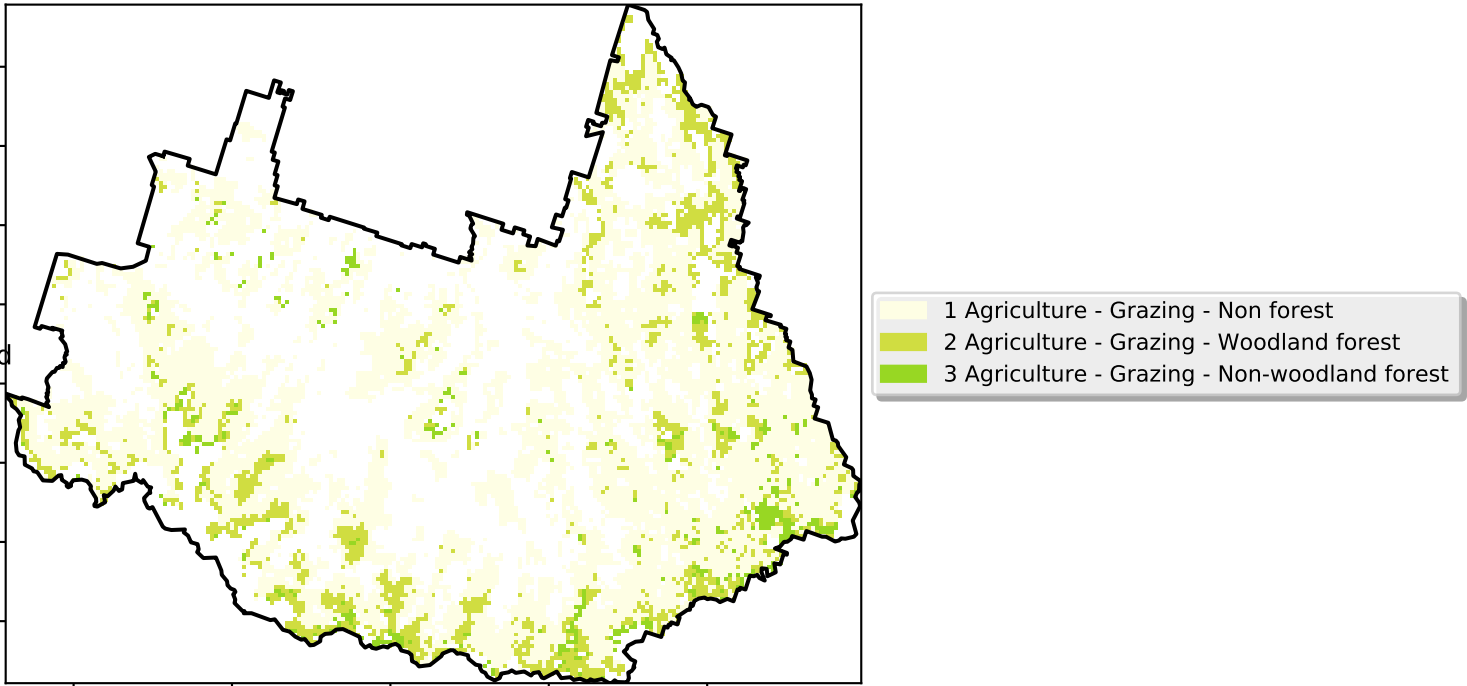 1 Agriculture - Grazing - Non forest
2 Agriculture - Grazing - Woodland forest
3 Agriculture - Grazing - Non-woodland forest
d